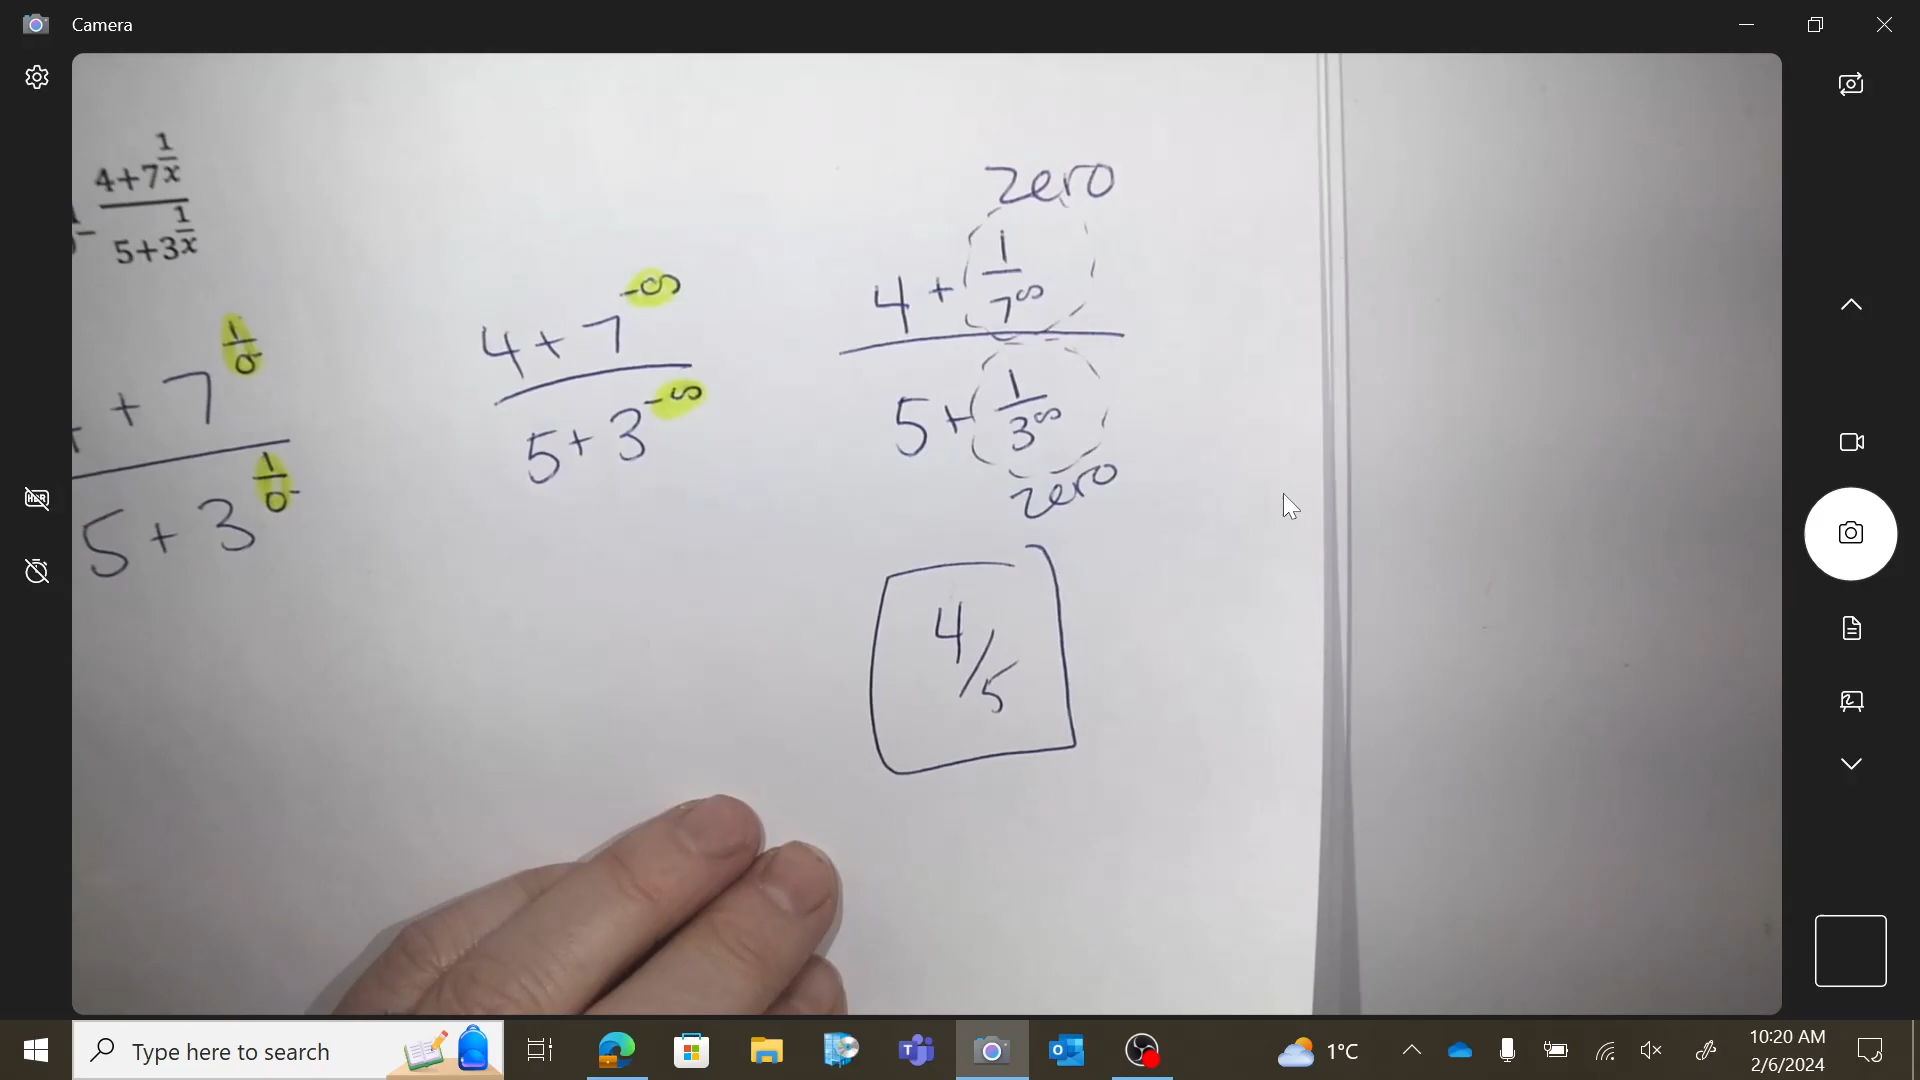 Camera
4+7^(1/x)
5+3^(1/x)
zero
+ 7^(1/0-)
5 + 3^(1/0-)
4 + 7^-∞
5 + 3^-∞
4 + 1/7^∞
5 + 1/3^∞
zero
4/5
HDR
Type here to search
1°C
10:20 AM
2/6/2024